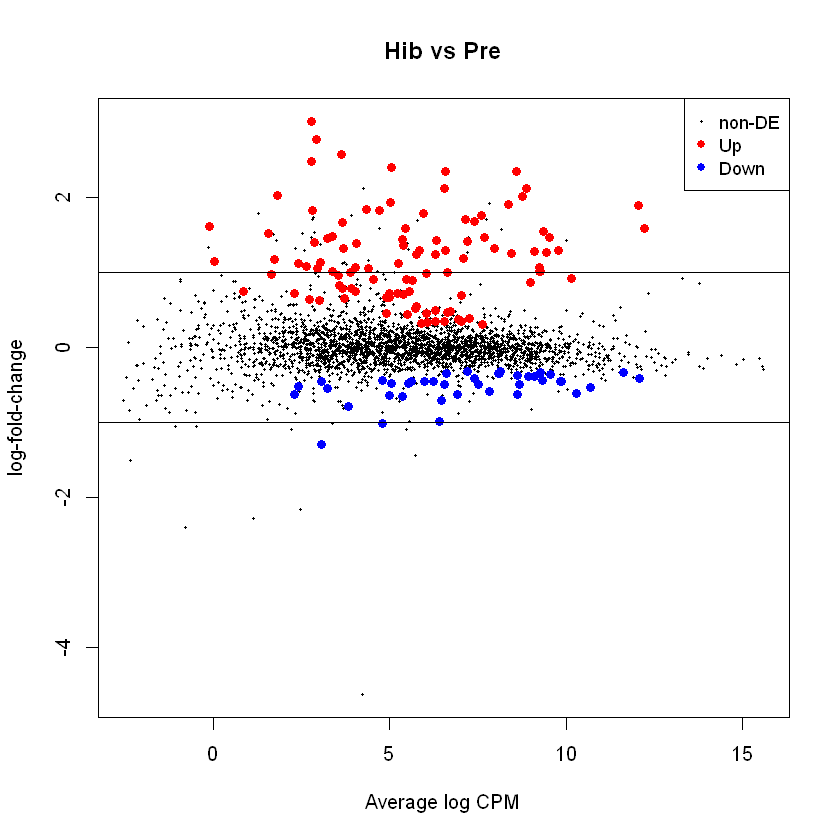 Hib vs Pre
non-DE
Up
Down
log-fold-change
2
0
-2
-4
0 5 10 15
Average log CPM